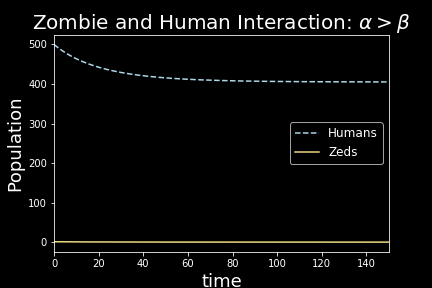 Zombie and Human Interaction: α > β
Population
500
400
300
200
100
0
Humans
Zeds
0 20 40 60 80 100 120 140
time